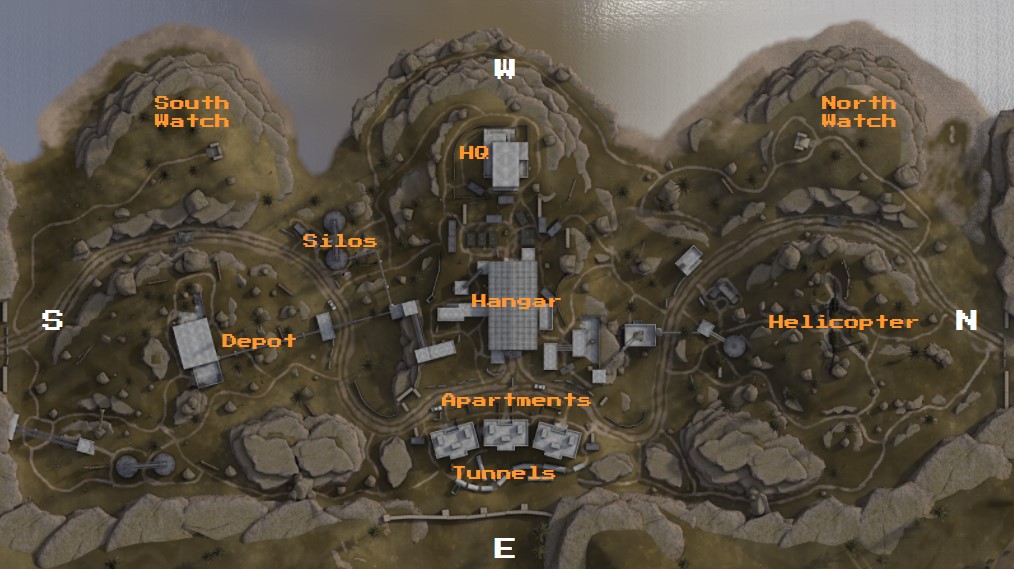 W
South
Watch
North
Watch
HQ
Silos
Hangar
S
Depot
Helicopter
N
Apartments
Tunnels
E